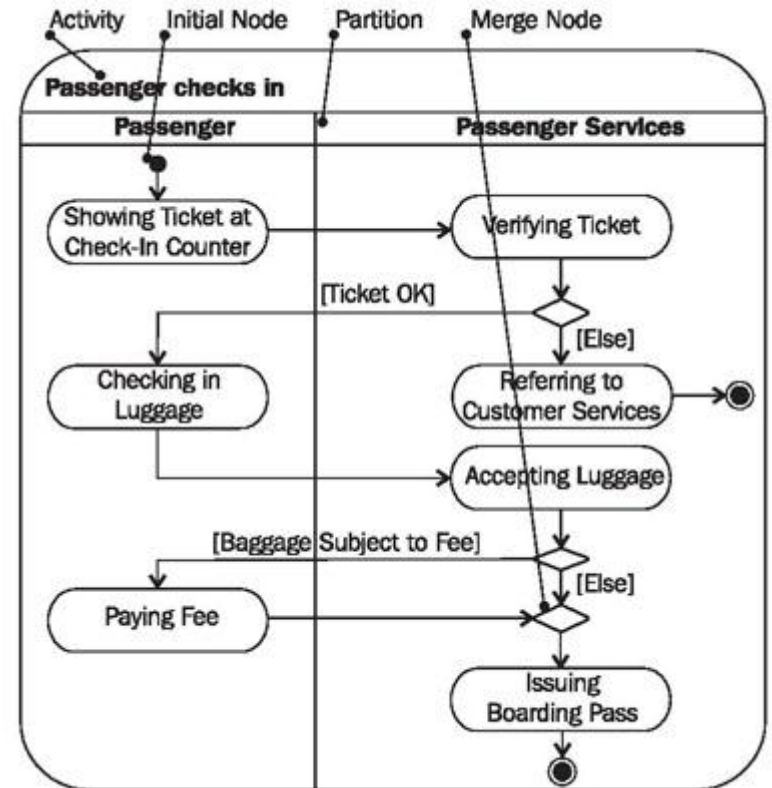 Activity Initial Node Partition Merge Node
Passenger checks in
Passenger Passenger Services
Showing Ticket at
Check-In Counter
Verifying Ticket
[Ticket OK]
[Else]
Checking in
Luggage
Referring to
Customer Services
Accepting Luggage
[Baggage Subject to Fee]
[Else]
Paying Fee
Issuing
Boarding Pass